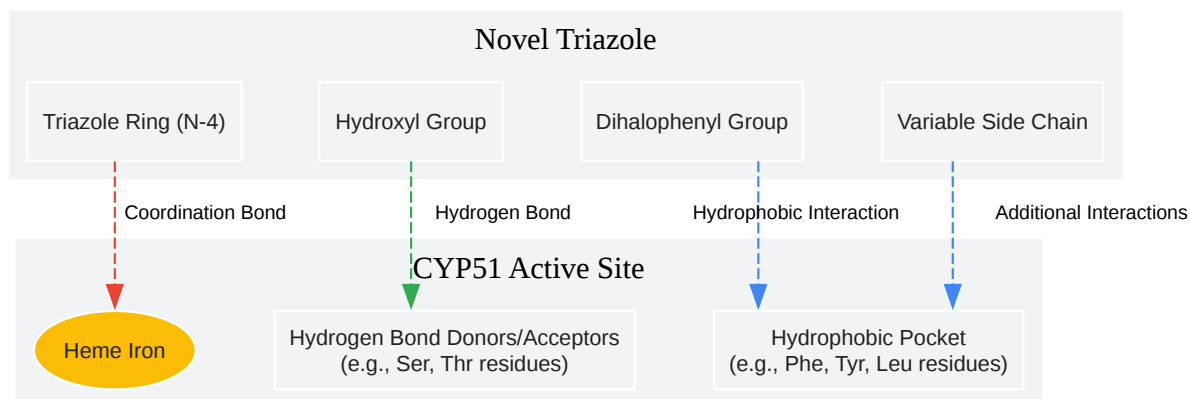 Novel Triazole
Triazole Ring (N-4)
Hydroxyl Group
Dihalophenyl Group
Variable Side Chain
Coordination Bond
Hydrogen Bond
Hydrophobic Interaction
Additional Interactions
CYP51 Active Site
Heme Iron
Hydrogen Bond Donors/Acceptors
(e.g., Ser, Thr residues)
Hydrophobic Pocket
(e.g., Phe, Tyr, Leu residues)